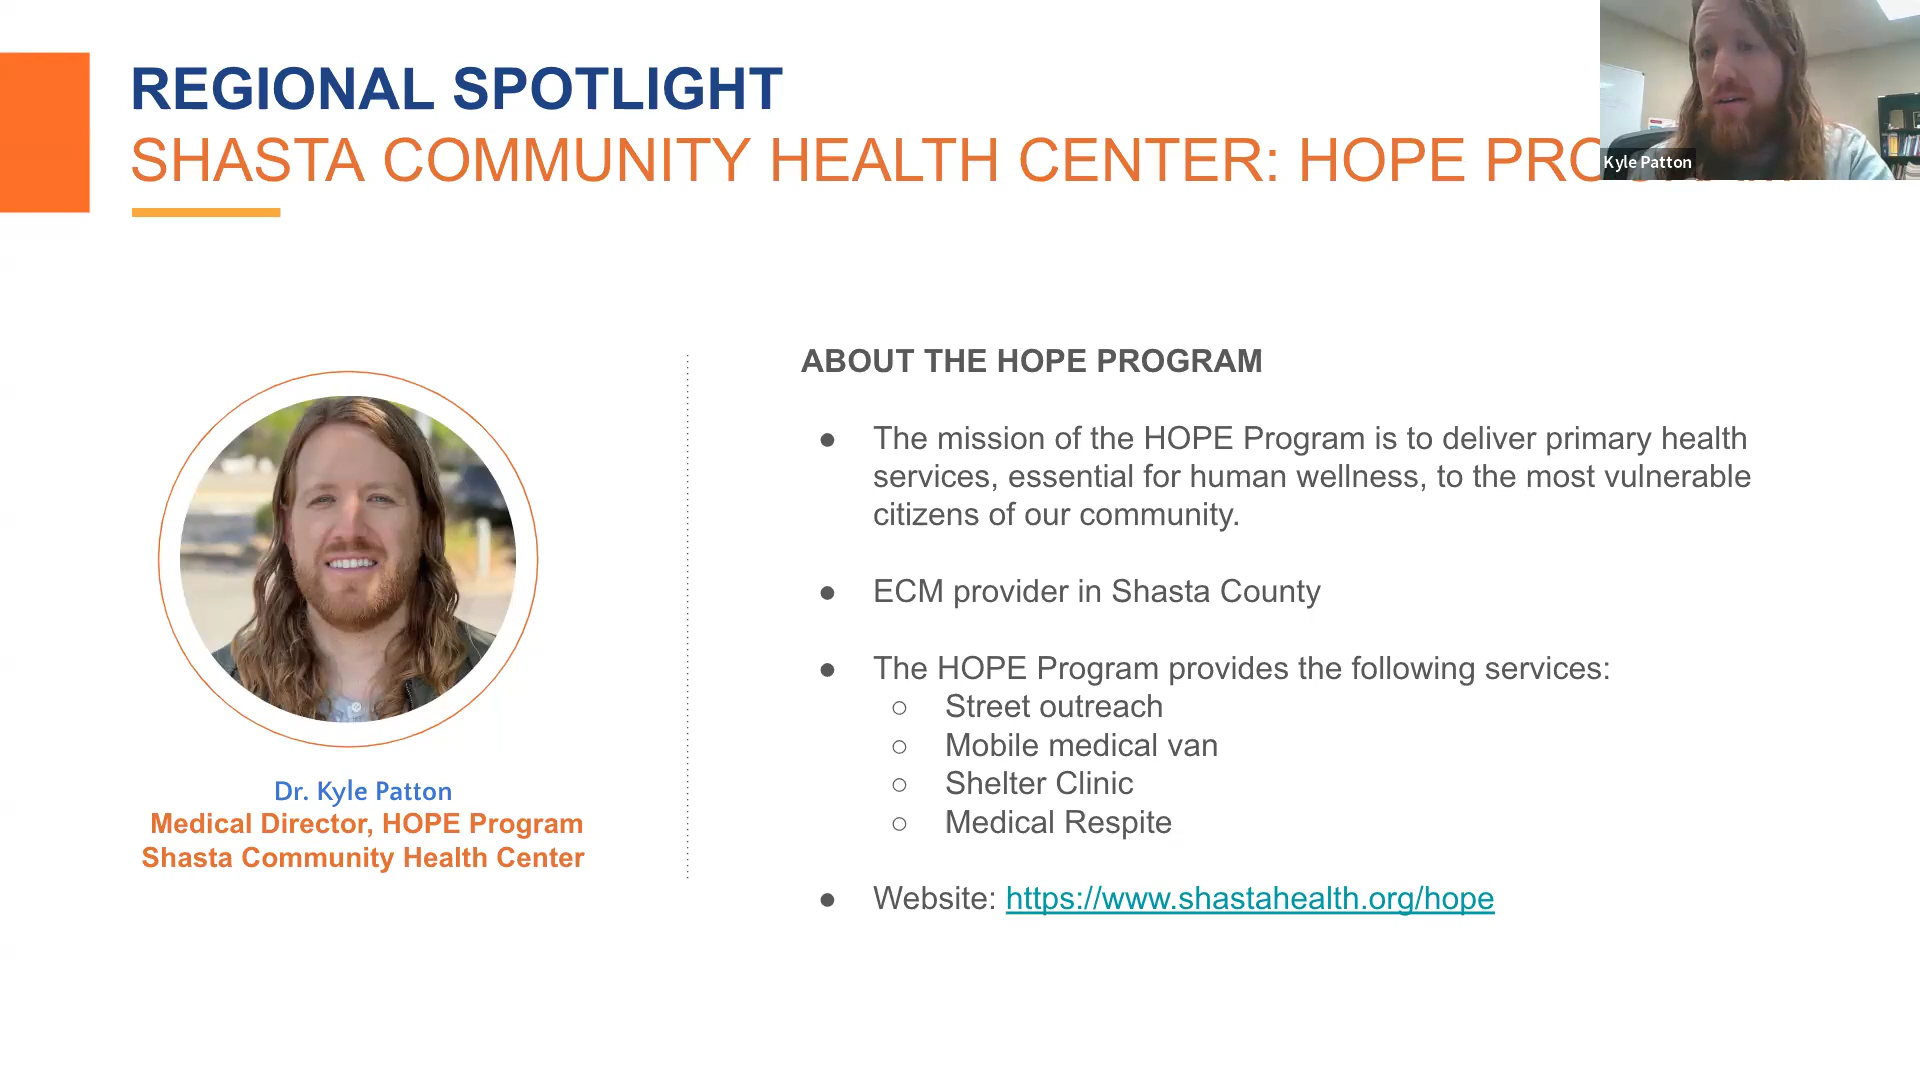 REGIONAL SPOTLIGHT
SHASTA COMMUNITY HEALTH CENTER: HOPE
Kyle Patton
ABOUT THE HOPE PROGRAM
● The mission of the HOPE Program is to deliver primary health
services, essential for human wellness, to the most vulnerable
citizens of our community.
● ECM provider in Shasta County
● The HOPE Program provides the following services:
○ Street outreach
○ Mobile medical van
○ Shelter Clinic
○ Medical Respite
● Website: https://www.shastahealth.org/hope
Dr. Kyle Patton
Medical Director, HOPE Program
Shasta Community Health Center